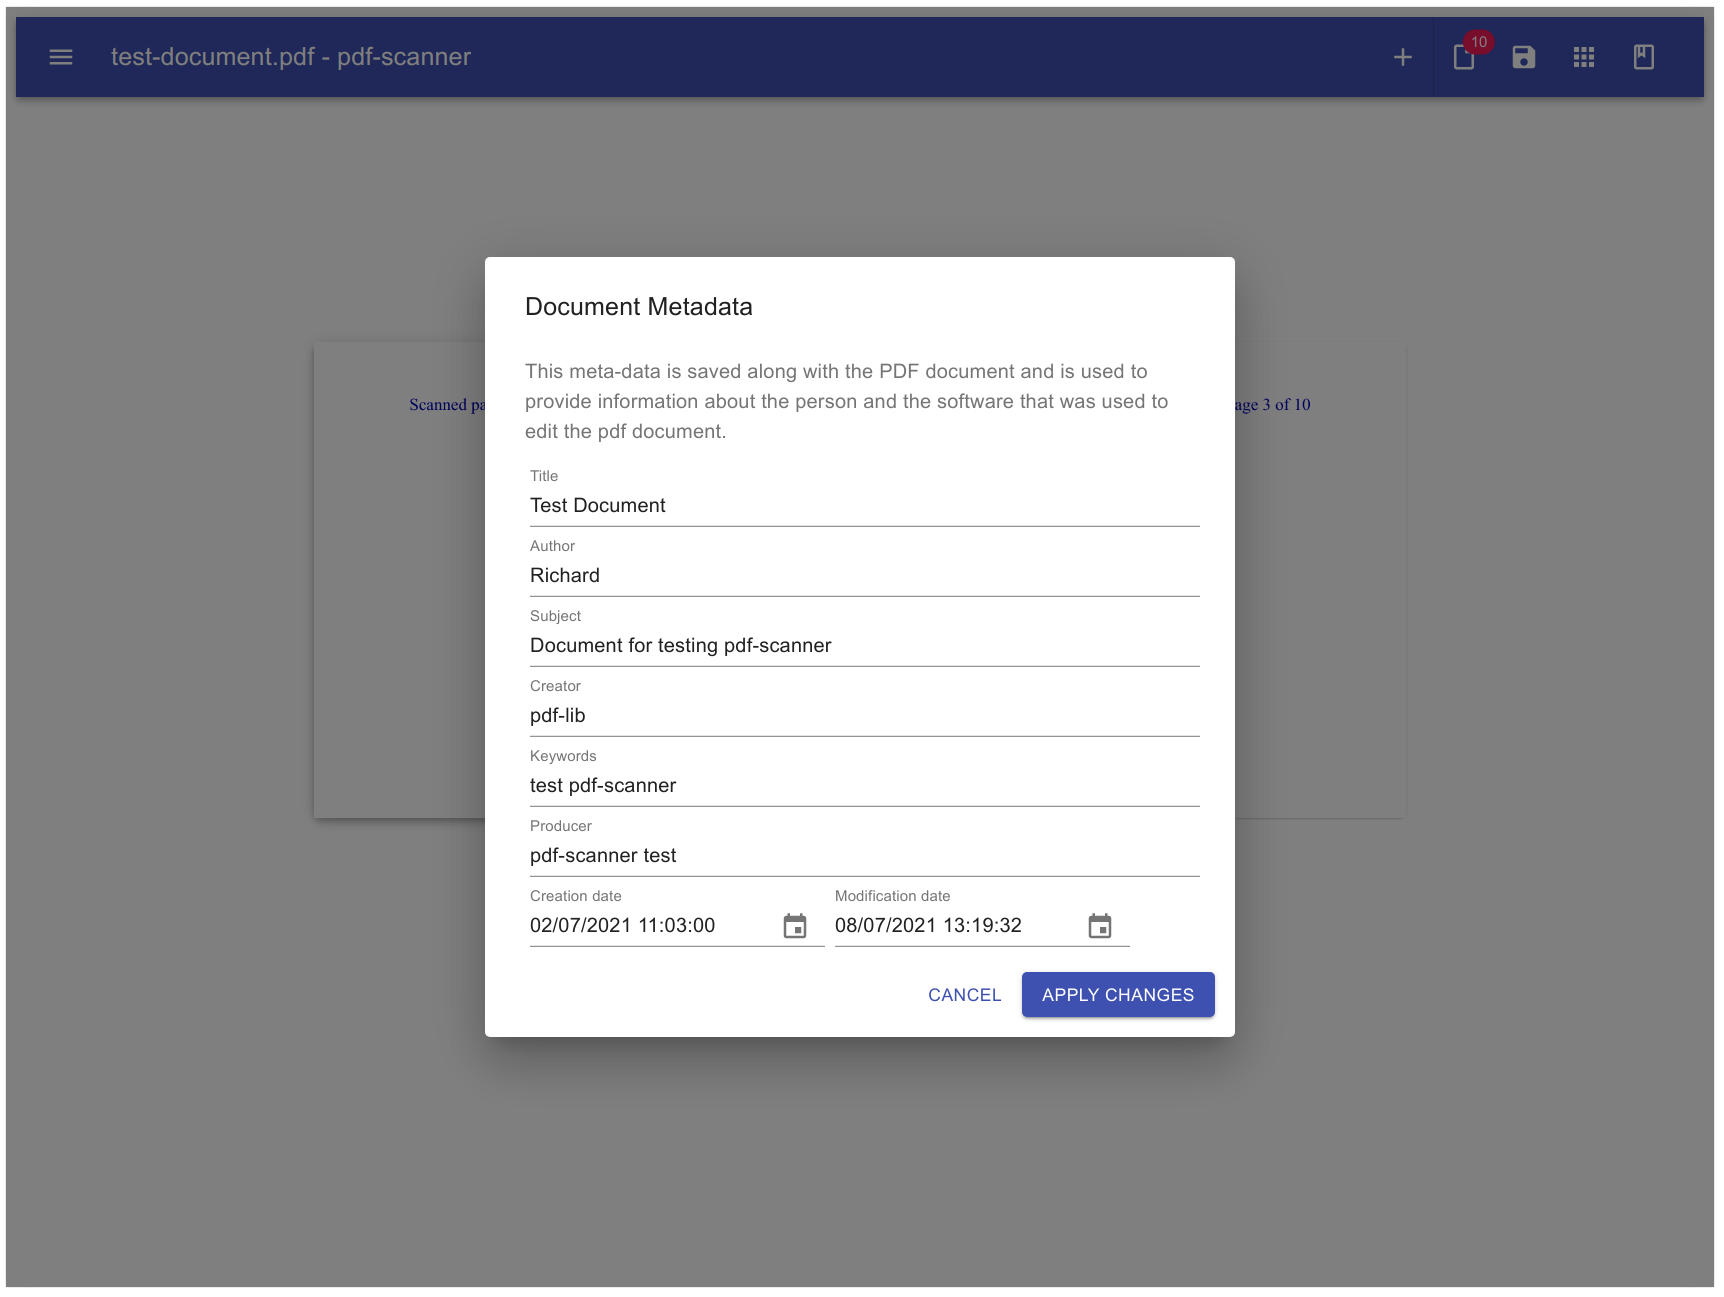 test-document.pdf - pdf-scanner
10
Document Metadata
This meta-data is saved along with the PDF document and is used to
provide information about the person and the software that was used to
edit the pdf document.
Scanned pa
age 3 of 10
Title
Test Document
Author
Richard
Subject
Document for testing pdf-scanner
Creator
pdf-lib
Keywords
test pdf-scanner
Producer
pdf-scanner test
Creation date
02/07/2021 11:03:00
Modification date
08/07/2021 13:19:32
CANCEL
APPLY CHANGES